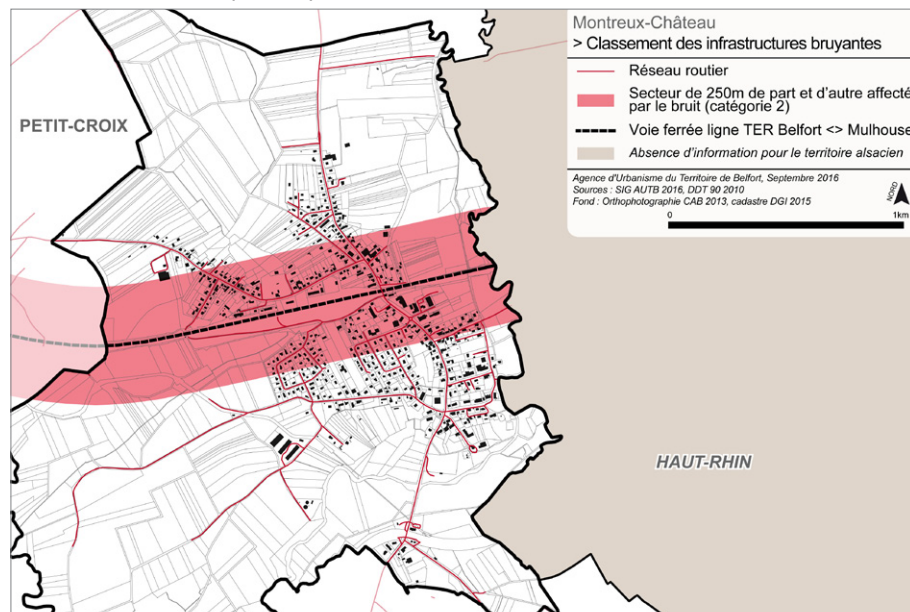 Montreux-Château
> Classement des infrastructures bruyantes
Réseau routier
Secteur de 250m de part et d'autre affecté
par le bruit (catégorie 2)
Voie ferrée ligne TER Belfort <> Mulhouse
Absence d'information pour le territoire alsacien
Agence d'Urbanisme du Territoire de Belfort, Septembre 2016
Sources : SIG AUTB 2016, DDT 90 2010
Fond : Orthophotographie CAB 2013, cadastre DGI 2015
NORD
0
1km
PETIT-CROIX
HAUT-RHIN